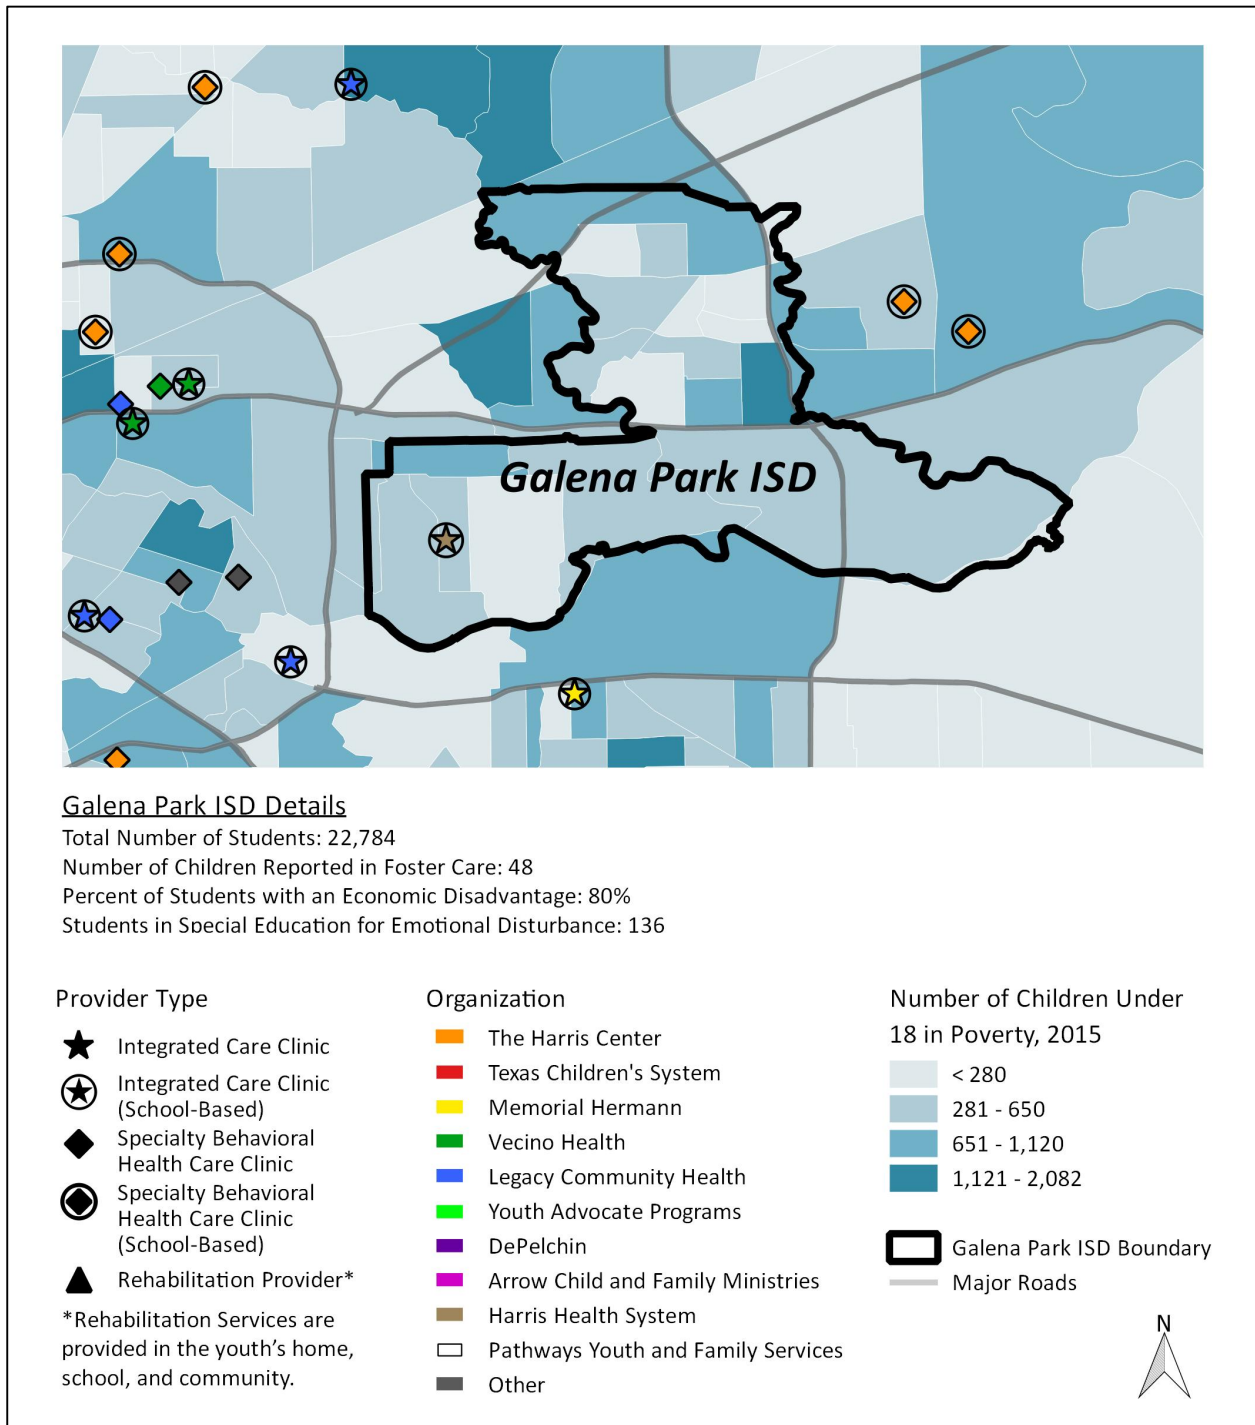 Galena Park ISD
Galena Park ISD Details
Total Number of Students: 22,784
Number of Children Reported in Foster Care: 48
Percent of Students with an Economic Disadvantage: 80%
Students in Special Education for Emotional Disturbance: 136
Provider Type
Integrated Care Clinic
Integrated Care Clinic
(School-Based)
Specialty Behavioral
Health Care Clinic
Specialty Behavioral
Health Care Clinic
(School-Based)
Rehabilitation Provider*
*Rehabilitation Services are
provided in the youth's home,
school, and community.
Organization
The Harris Center
Texas Children's System
Memorial Hermann
Vecino Health
Legacy Community Health
Youth Advocate Programs
DePelchin
Arrow Child and Family Ministries
Harris Health System
Pathways Youth and Family Services
Other
Number of Children Under
18 in Poverty, 2015
< 280
281 - 650
651 - 1,120
1,121 - 2,082
Galena Park ISD Boundary
Major Roads
N